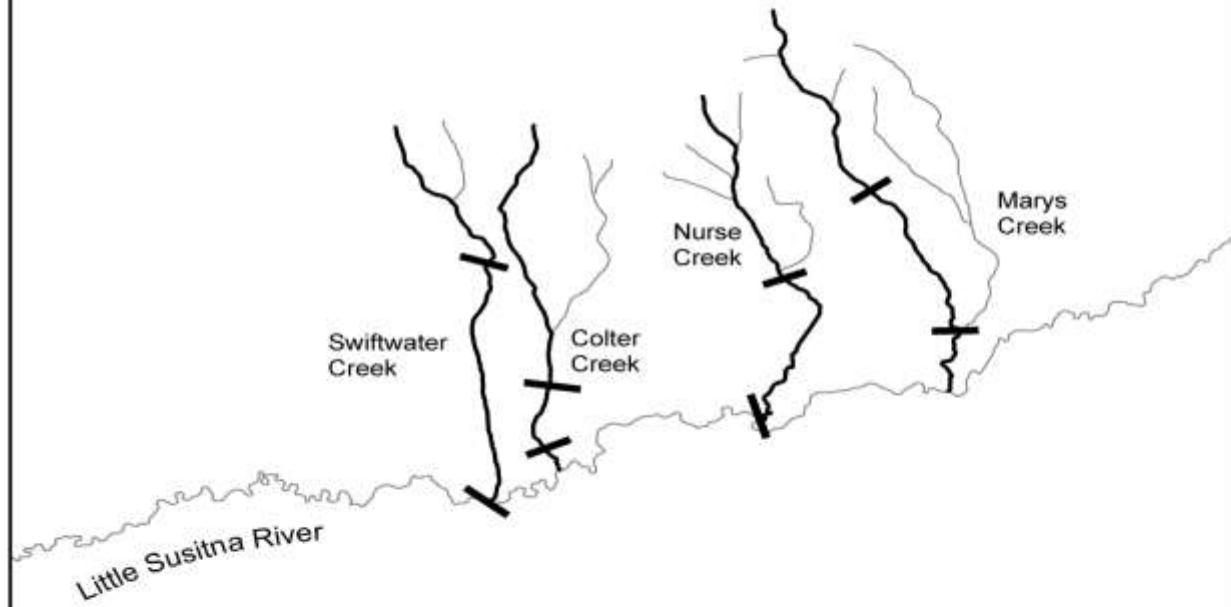 Marys
Creek
Nurse
Creek
Swiftwater
Creek
Colter
Creek
Little Susitna River